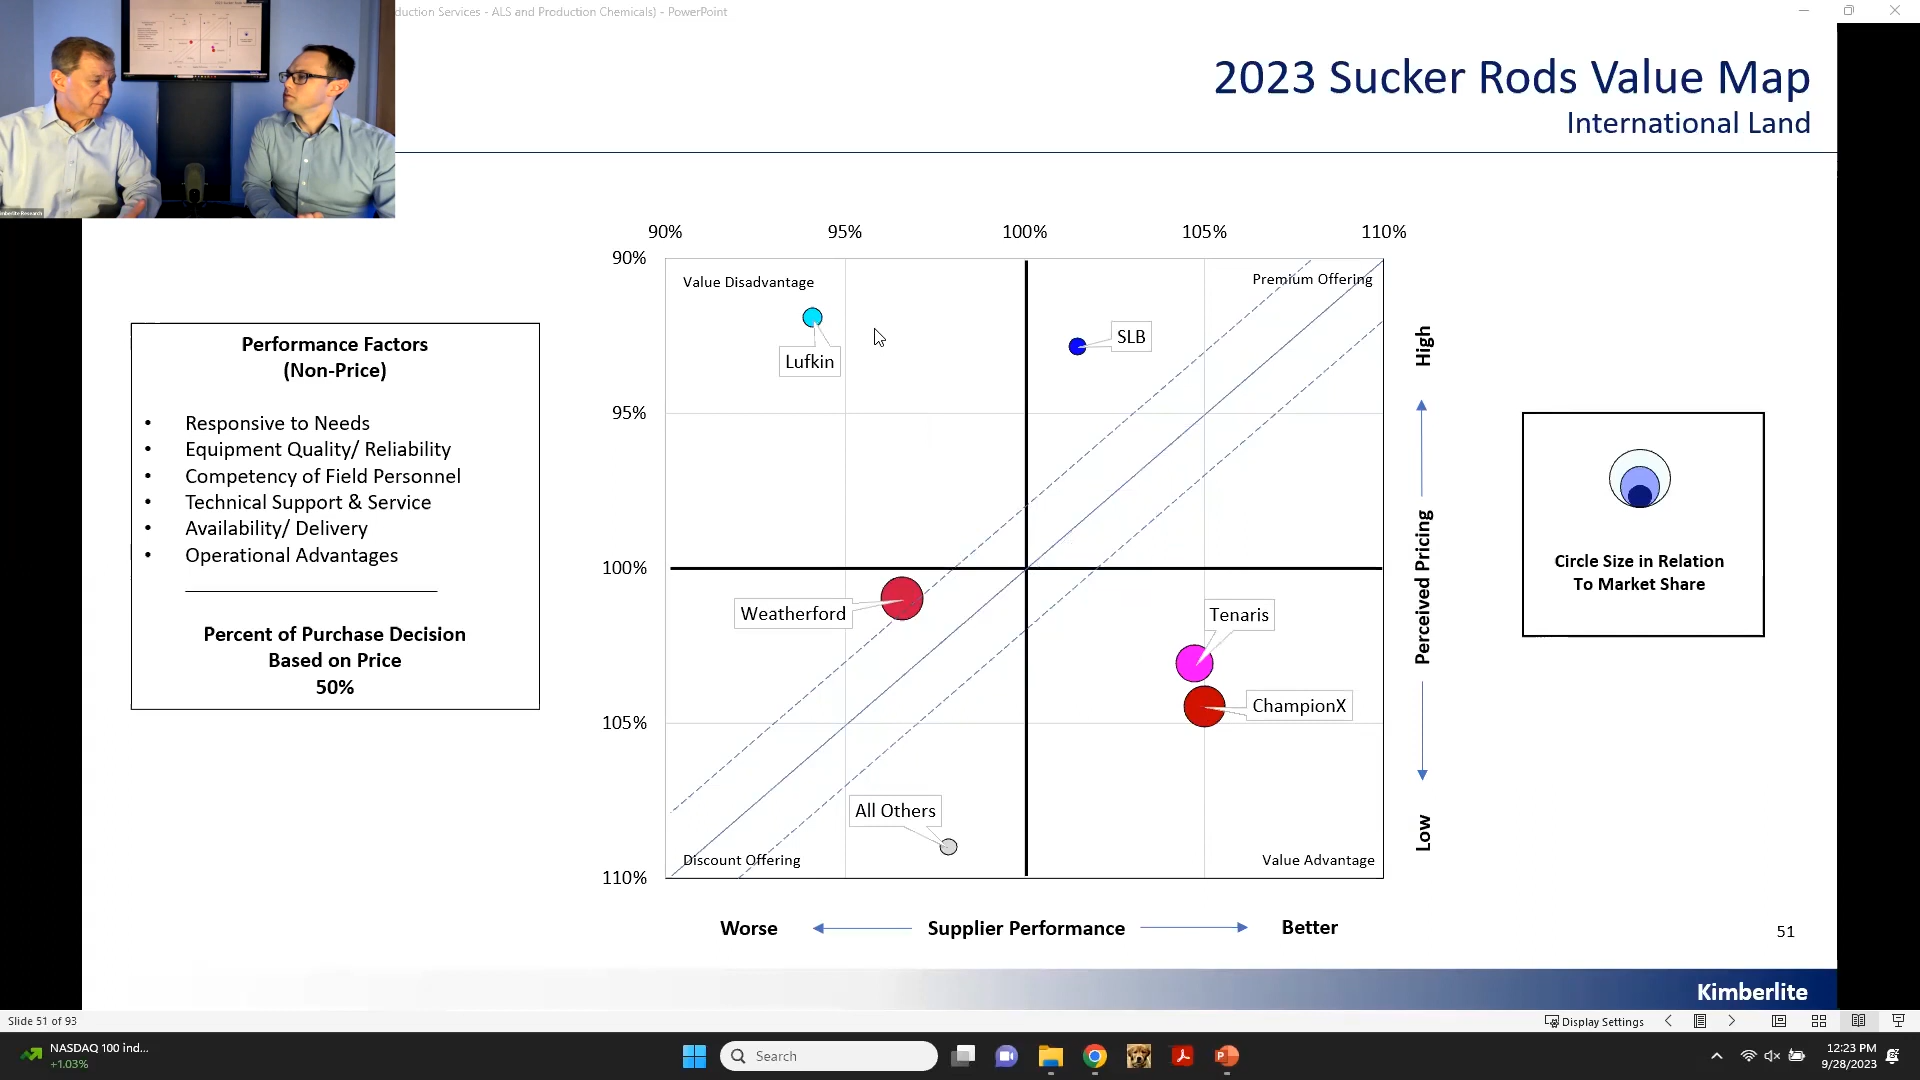 duction Services - ALS and Production Chemicals) - PowerPoint
2023 Sucker Rods Value Map
International Land
90%
95%
100%
105%
110%
90%
95%
100%
105%
110%
Value Disadvantage
Premium Offering
Lufkin
SLB
Weatherford
Tenaris
ChampionX
All Others
Discount Offering
Value Advantage
Performance Factors
(Non-Price)
• Responsive to Needs
• Equipment Quality/ Reliability
• Competency of Field Personnel
• Technical Support & Service
• Availability/ Delivery
• Operational Advantages
Percent of Purchase Decision
Based on Price
50%
High
Perceived Pricing
Low
Circle Size in Relation
To Market Share
Worse
Supplier Performance
Better
51
Kimberlite
Slide 51 of 93
Display Settings
NASDAQ 100 ind...
+1.03%
Search
12:23 PM
9/28/2023